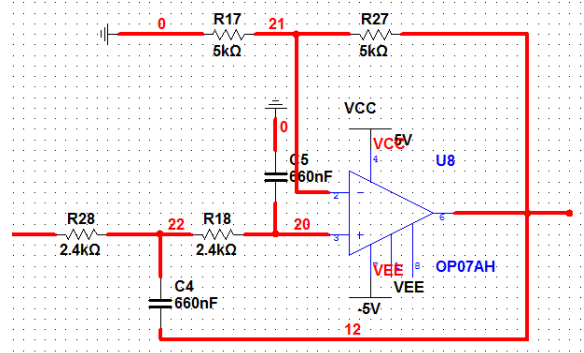 R17
R27
0
21
5kΩ
5kΩ
VCC
0
VCC
5V
C5
4
U8
660nF
2
R28
22
R18
20
6
3
2.4kΩ
2.4kΩ
VEE
8
OP07AH
C4
VEE
660nF
-5V
12